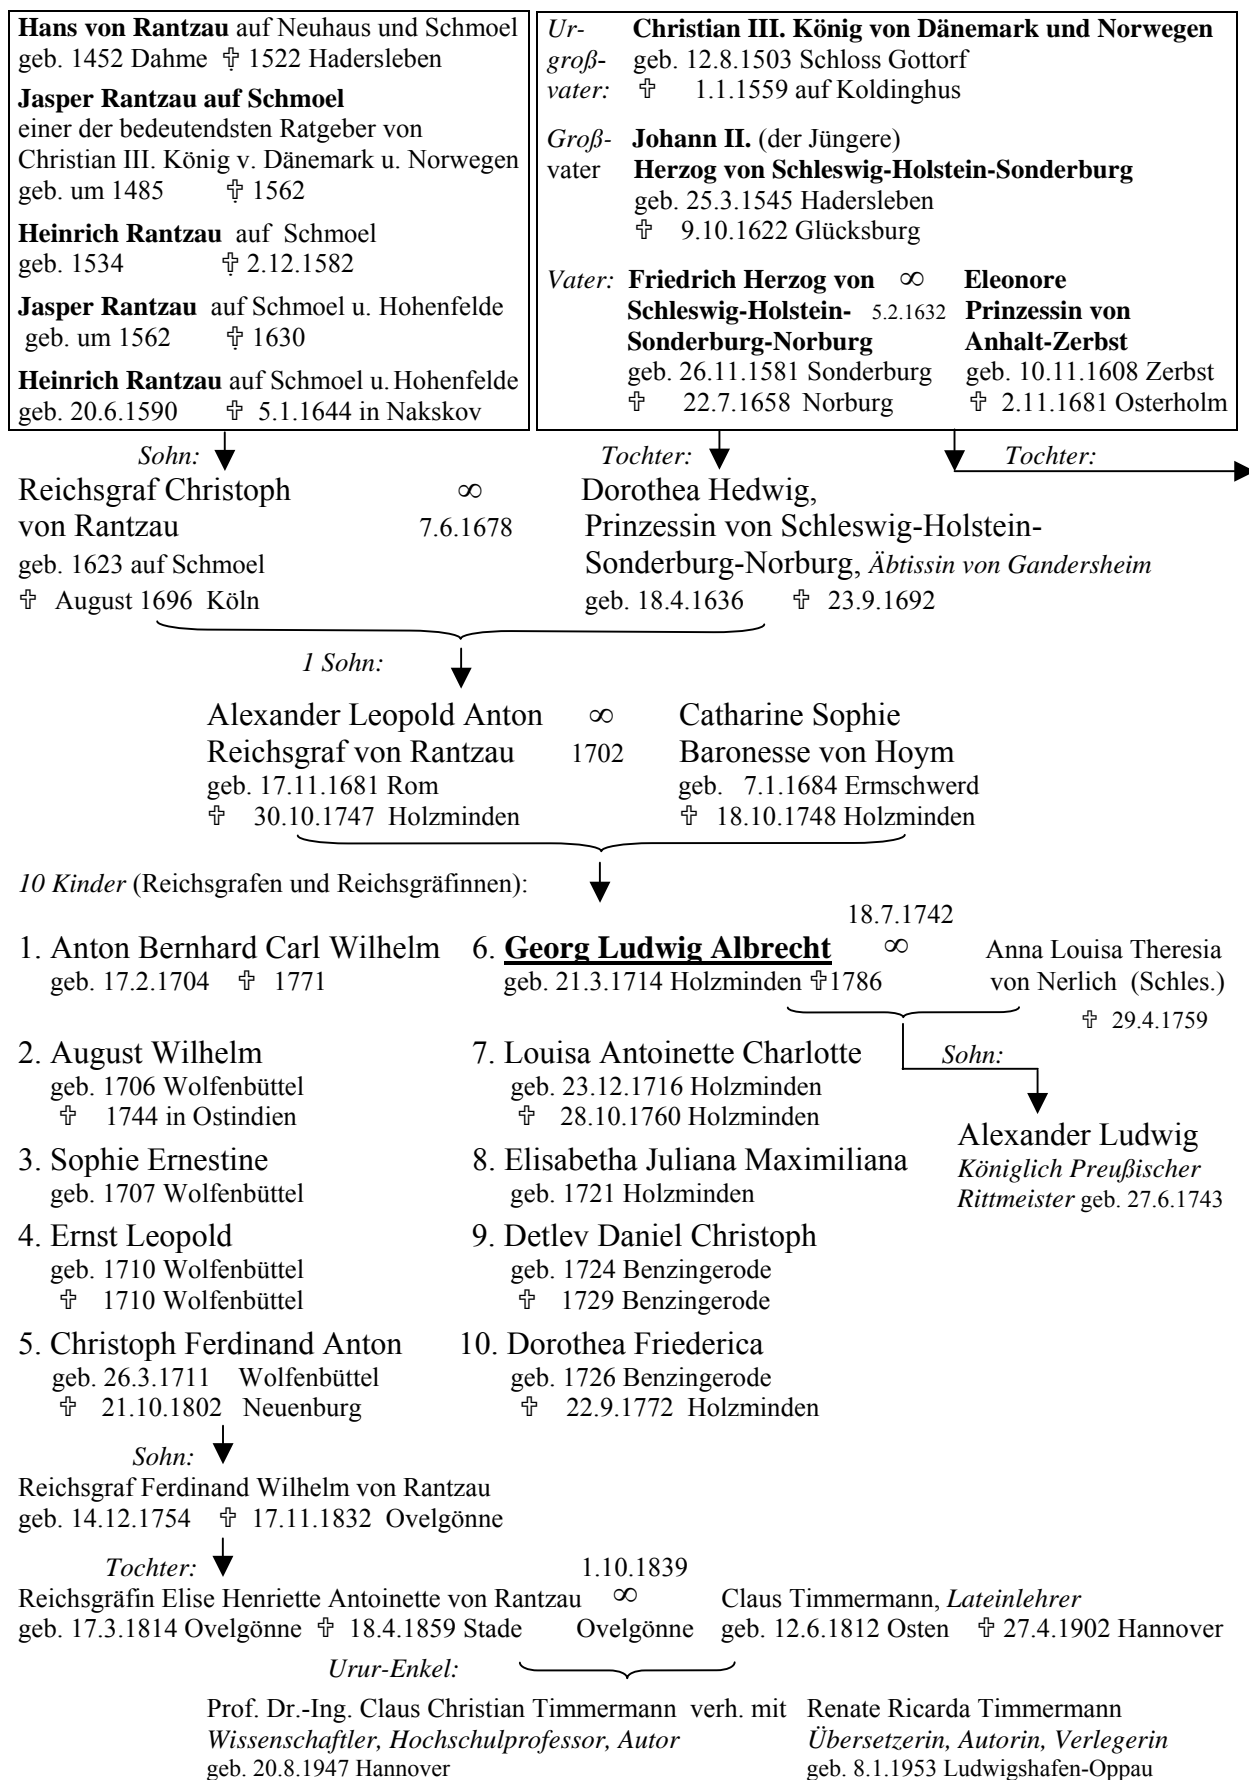 Hans von Rantzau auf Neuhaus und Schmoel
geb. 1452 Dahme ✞ 1522 Hadersleben
Jasper Rantzau auf Schmoel
einer der bedeutendsten Ratgeber von
Christian III. König v. Dänemark u. Norwegen
geb. um 1485 ✞ 1562
Heinrich Rantzau auf Schmoel
geb. 1534 ✞ 2.12.1582
Jasper Rantzau auf Schmoel u. Hohenfelde
geb. um 1562 ✞ 1630
Heinrich Rantzau auf Schmoel u. Hohenfelde
geb. 20.6.1590 ✞ 5.1.1644 in Nakskov
Ur- Christian III. König von Dänemark und Norwegen
groß- geb. 12.8.1503 Schloss Gottorf
vater: ✞ 1.1.1559 auf Koldinghus
Groß- Johann II. (der Jüngere)
vater Herzog von Schleswig-Holstein-Sonderburg
geb. 25.3.1545 Hadersleben
✞ 9.10.1622 Glücksburg
Vater: Friedrich Herzog von ∞ Eleonore
Schleswig-Holstein- 5.2.1632 Prinzessin von
Sonderburg-Norburg Anhalt-Zerbst
geb. 26.11.1581 Sonderburg geb. 10.11.1608 Zerbst
✞ 22.7.1658 Norburg ✞ 2.11.1681 Osterholm
Sohn: Tochter: Tochter:
Reichsgraf Christoph ∞ Dorothea Hedwig,
von Rantzau 7.6.1678 Prinzessin von Schleswig-Holstein-
geb. 1623 auf Schmoel Sonderburg-Norburg, Äbtissin von Gandersheim
✞ August 1696 Köln geb. 18.4.1636 ✞ 23.9.1692
1 Sohn:
Alexander Leopold Anton ∞ Catharine Sophie
Reichsgraf von Rantzau 1702 Baronesse von Hoym
geb. 17.11.1681 Rom geb. 7.1.1684 Ermschwerd
✞ 30.10.1747 Holzminden ✞ 18.10.1748 Holzminden
10 Kinder (Reichsgrafen und Reichsgräfinnen):
18.7.1742
1. Anton Bernhard Carl Wilhelm 6. Georg Ludwig Albrecht ∞ Anna Louisa Theresia
geb. 17.2.1704 ✞ 1771 geb. 21.3.1714 Holzminden ✞1786 von Nerlich (Schles.)
✞ 29.4.1759
2. August Wilhelm 7. Louisa Antoinette Charlotte Sohn:
geb. 1706 Wolfenbüttel geb. 23.12.1716 Holzminden
✞ 1744 in Ostindien ✞ 28.10.1760 Holzminden
Alexander Ludwig
3. Sophie Ernestine 8. Elisabetha Juliana Maximiliana Königlich Preußischer
geb. 1707 Wolfenbüttel geb. 1721 Holzminden Rittmeister geb. 27.6.1743
4. Ernst Leopold 9. Detlev Daniel Christoph
geb. 1710 Wolfenbüttel geb. 1724 Benzingerode
✞ 1710 Wolfenbüttel ✞ 1729 Benzingerode
5. Christoph Ferdinand Anton 10. Dorothea Friederica
geb. 26.3.1711 Wolfenbüttel geb. 1726 Benzingerode
✞ 21.10.1802 Neuenburg ✞ 22.9.1772 Holzminden
Sohn:
Reichsgraf Ferdinand Wilhelm von Rantzau
geb. 14.12.1754 ✞ 17.11.1832 Ovelgönne
Tochter: 1.10.1839
Reichsgräfin Elise Henriette Antoinette von Rantzau ∞ Claus Timmermann, Lateinlehrer
geb. 17.3.1814 Ovelgönne ✞ 18.4.1859 Stade Ovelgönne geb. 12.6.1812 Osten ✞ 27.4.1902 Hannover
Urur-Enkel:
Prof. Dr.-Ing. Claus Christian Timmermann verh. mit Renate Ricarda Timmermann
Wissenschaftler, Hochschulprofessor, Autor Übersetzerin, Autorin, Verlegerin
geb. 20.8.1947 Hannover geb. 8.1.1953 Ludwigshafen-Oppau